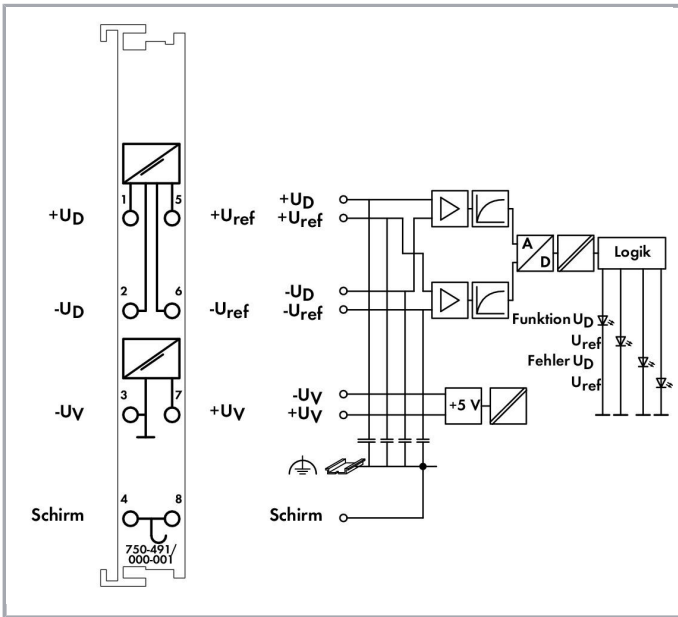 1 5
+UD +Uref
2 6
-UD -Uref
3 7
-UV +UV
4 8
Schirm
750-491/
000-001
+UD
+Uref
-UD
-Uref
-UV
+UV
Schirm
+5 V
A
D
Logik
Funktion UD
Uref
Fehler UD
Uref